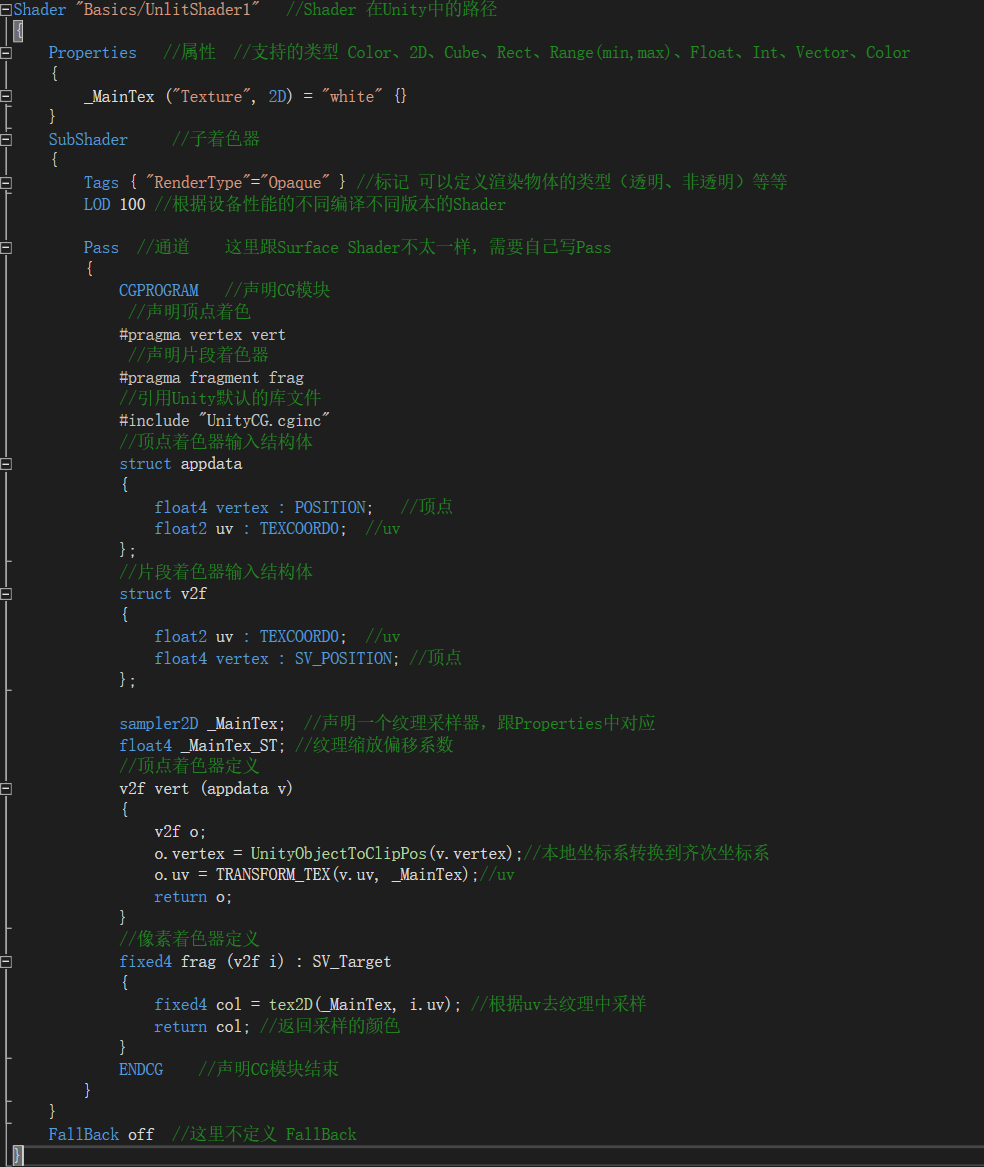 Shader "Basics/UnlitShader1"   //Shader 在Unity中的路径
{
    Properties   //属性  //支持的类型 Color、2D、Cube、Rect、Range(min,max)、Float、Int、Vector、Color
    {
        _MainTex ("Texture", 2D) = "white" {}
    }
    SubShader     //子着色器
    {
        Tags { "RenderType"="Opaque" } //标记 可以定义渲染物体的类型（透明、非透明）等等
        LOD 100 //根据设备性能的不同编译不同版本的Shader
        Pass  //通道    这里跟Surface Shader不太一样，需要自己写Pass
        {
            CGPROGRAM   //声明CG模块
             //声明顶点着色
            #pragma vertex vert
             //声明片段着色器
            #pragma fragment frag
            //引用Unity默认的库文件
            #include "UnityCG.cginc"
            //顶点着色器输入结构体
            struct appdata
            {
                float4 vertex : POSITION;   //顶点
                float2 uv : TEXCOORD0;  //uv
            };
            //片段着色器输入结构体
            struct v2f
            {
                float2 uv : TEXCOORD0;  //uv
                float4 vertex : SV_POSITION; //顶点
            };
            sampler2D _MainTex;  //声明一个纹理采样器，跟Properties中对应
            float4 _MainTex_ST; //纹理缩放偏移系数
            //顶点着色器定义
            v2f vert (appdata v)
            {
                v2f o;
                o.vertex = UnityObjectToClipPos(v.vertex);//本地坐标系转换到齐次坐标系
                o.uv = TRANSFORM_TEX(v.uv, _MainTex);//uv
                return o;
            }
            //像素着色器定义
            fixed4 frag (v2f i) : SV_Target
            {
                fixed4 col = tex2D(_MainTex, i.uv); //根据uv去纹理中采样
                return col; //返回采样的颜色
            }
            ENDCG    //声明CG模块结束
        }
    }
    FallBack off  //这里不定义 FallBack
}